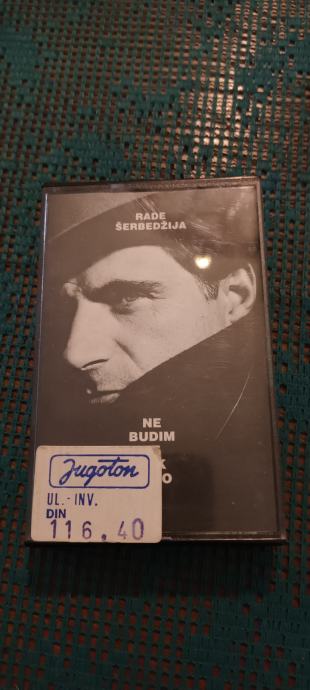 RADE
ŠERBEDŽIJA
NE
BUDIM
K
O
Jugoton
UL.-INV.
DIN
116.40